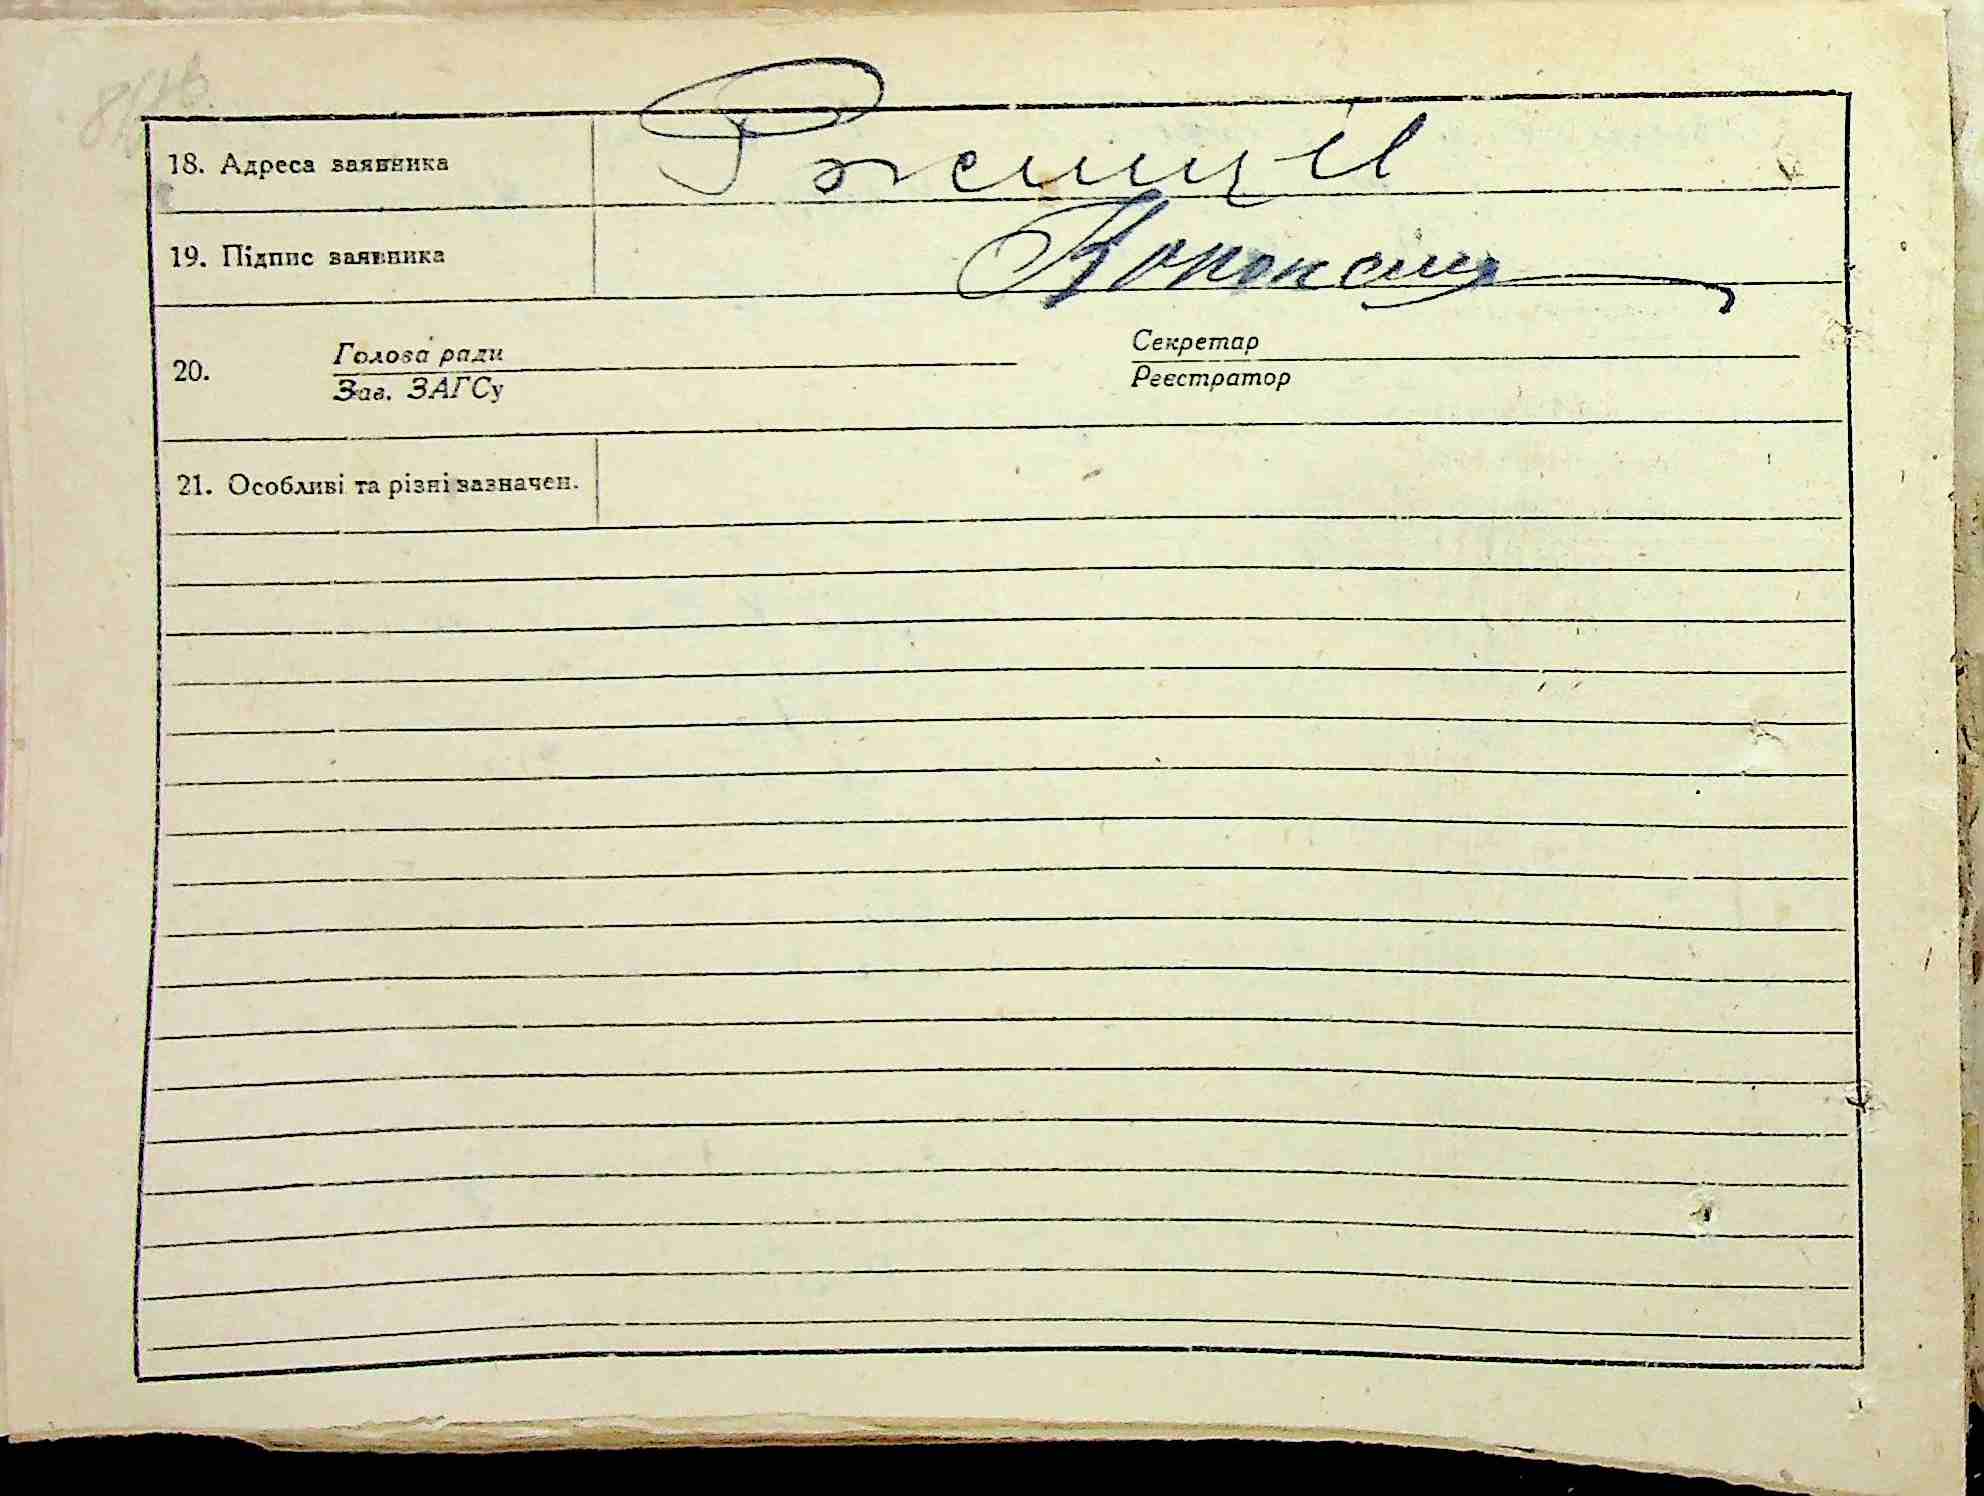 18. Адреса заявника
19. Підпис заявника
20.
Голова ради
Зав. ЗАГСу
Секретар
Реєстратор
21. Особливі та різні зазначен.